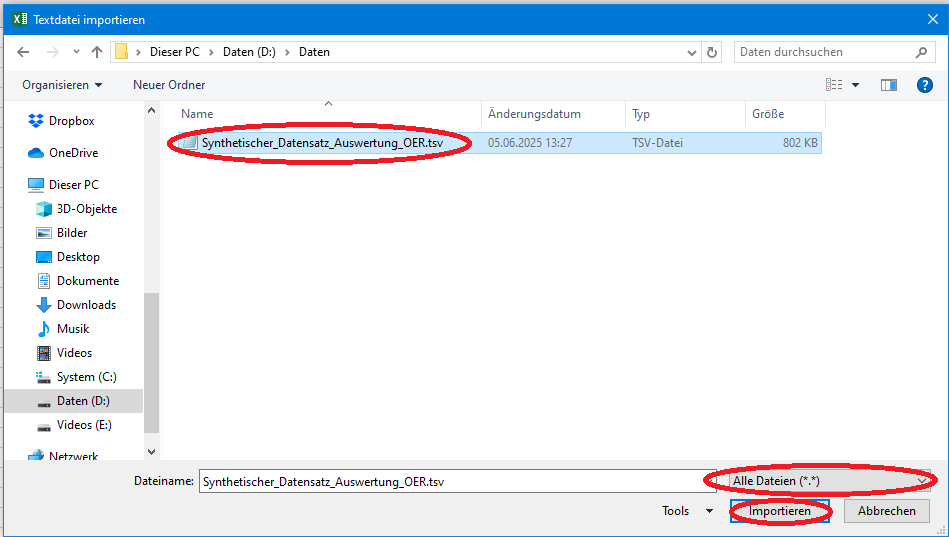 Textdatei importieren
Dieser PC Daten (D:) Daten
Daten durchsuchen
Organisieren Neuer Ordner
Name Änderungsdatum Typ Größe
Synthetischer_Datensatz_Auswertung_OER.tsv 05.06.2025 13:27 TSV-Datei 802 KB
Dropbox
OneDrive
Dieser PC
3D-Objekte
Bilder
Desktop
Dokumente
Downloads
Musik
Videos
System (C:)
Daten (D:)
Videos (E:)
Netzwerk
Dateiname: Synthetischer_Datensatz_Auswertung_OER.tsv Alle Dateien (*.*)
Tools Importieren Abbrechen